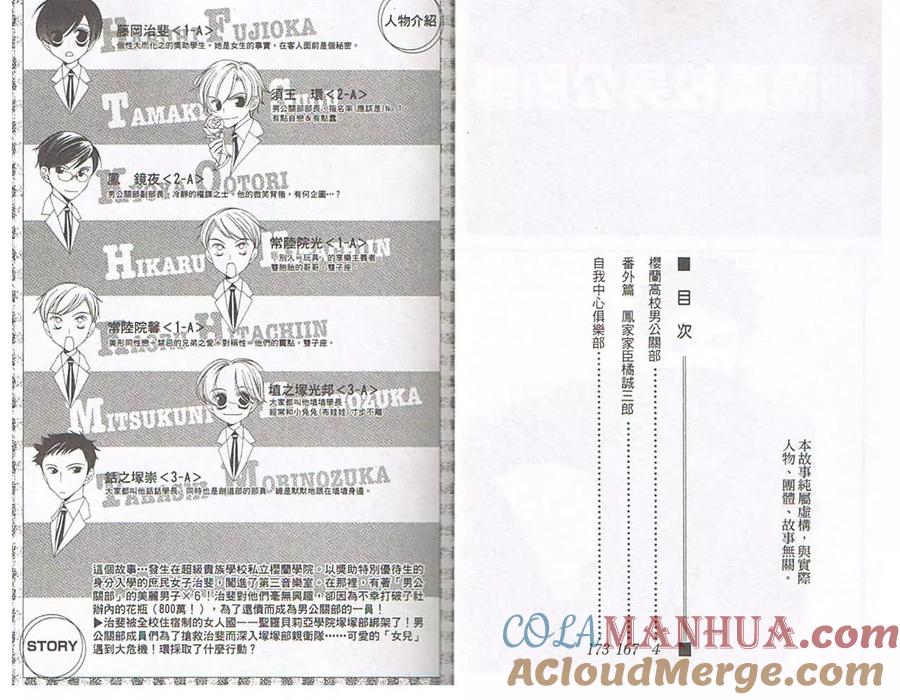 人物介紹
HARUHI FUJIOKA
藤岡治斐<1-A>
個性大而化之的獎助學生。她是女生的事實，在客人面前是個秘密。
TAMAKI SUOH
須王　環<2-A>
男公關部部長，指名率（應該是）No.1。
有點自戀＆有點蠢。
KYOYA OOTORI
鳳　鏡夜<2-A>
男公關部副部長，冷靜的權謀之士。他的微笑背後，有何企圖…？
HIKARU HITACHIIN
常陸院光<1-A>
「別人＝玩具」的享樂主義者。
雙胞胎的哥哥，雙子座。
KAORU HITACHIIN
常陸院馨<1-A>
美形同性戀＋禁忌的兄弟之愛＋對稱性＝他們的賣點。雙子座。
MITSUKUNI HANINOZUKA
埴之塚光邦<3-A>
大家都叫他埴埴學長，
經常和小兔兔（布娃娃）寸步不離
TAKASHI MORINOZUKA
銛之塚崇<3-A>
大家都叫他銛銛學長，同時也是劍道部的部員，總是默默地跟在埴埴身邊。
STORY
這個故事…發生在超級貴族學校私立櫻蘭學院。以獎助特優待生的
身分入學的庶民女子治斐，闖進了第三音樂室。在那裡，有著「男公
關部」的美麗男子×6！治斐對他們毫無興趣，卻因為不幸打破了社
辦內的花瓶（800萬！），為了還債而成為男公關部的一員！
▶治斐被全校住宿制的女人國——聖羅貝莉亞學院塚塚部綁架了！男
公關部成員們為了搶救治斐而深入塚塚部親衛隊……可愛的「女兒」
遇到大危機！環採取了什麼行動？
■目次
櫻蘭高校男公關部 4
番外篇　鳳家家臣橘誠三郎 167
自我中心俱樂部 173
本故事純屬虛構，與實際
人物、團體、故事無關。
COLAMANHUA.com
ACloudMerge.com